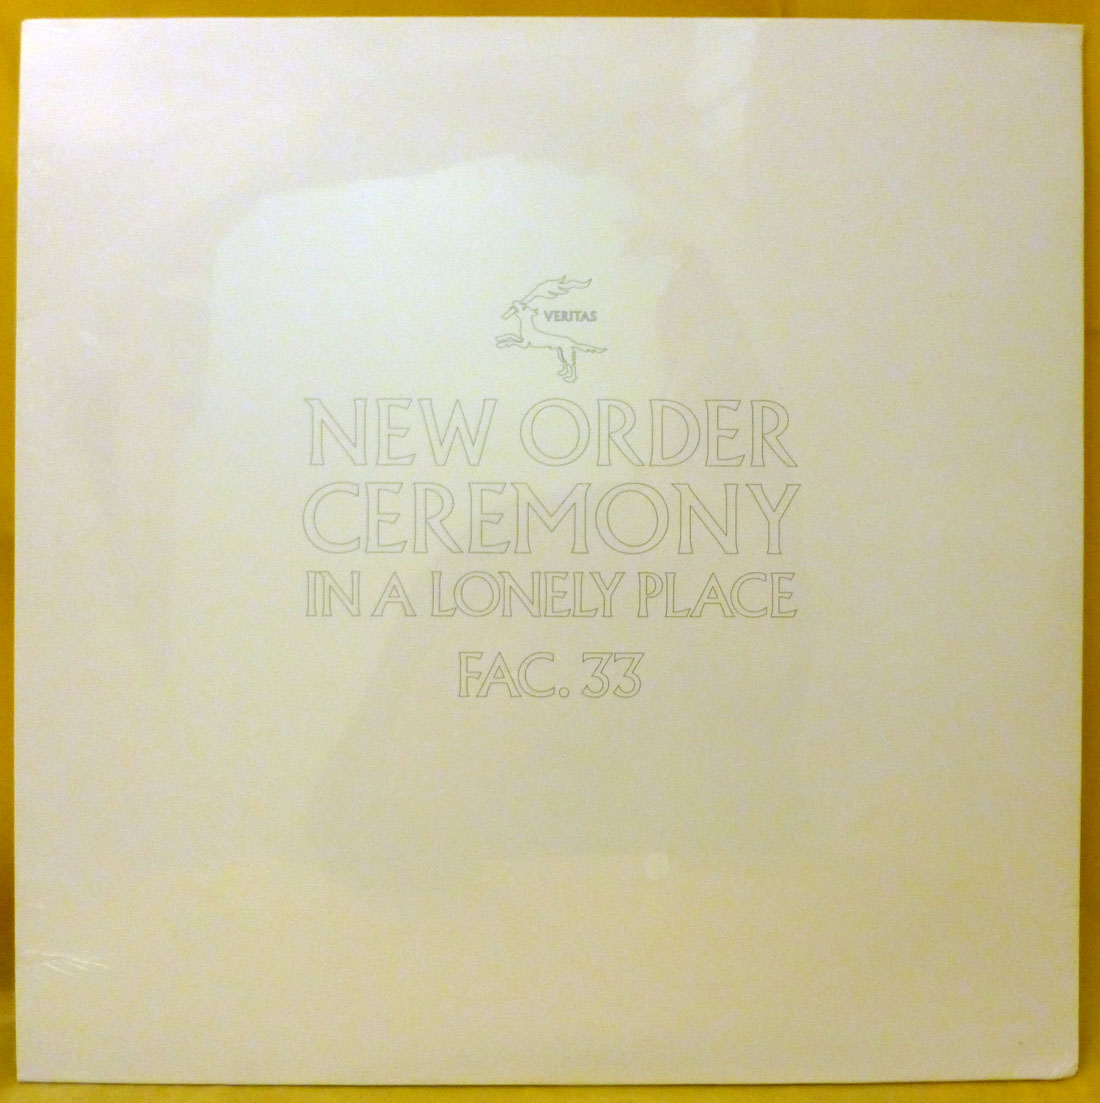 VERITAS
NEW ORDER
CEREMONY
IN A LONELY PLACE
FAC. 33